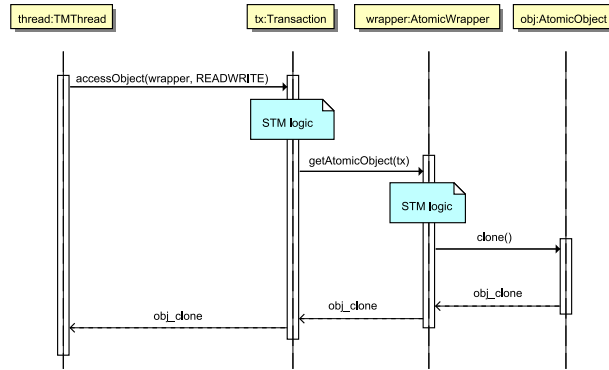 thread:TMThread
tx:Transaction
wrapper:AtomicWrapper
obj:AtomicObject
accessObject(wrapper, READWRITE)
STM logic
getAtomicObject(tx)
STM logic
clone()
obj_clone
obj_clone
obj_clone